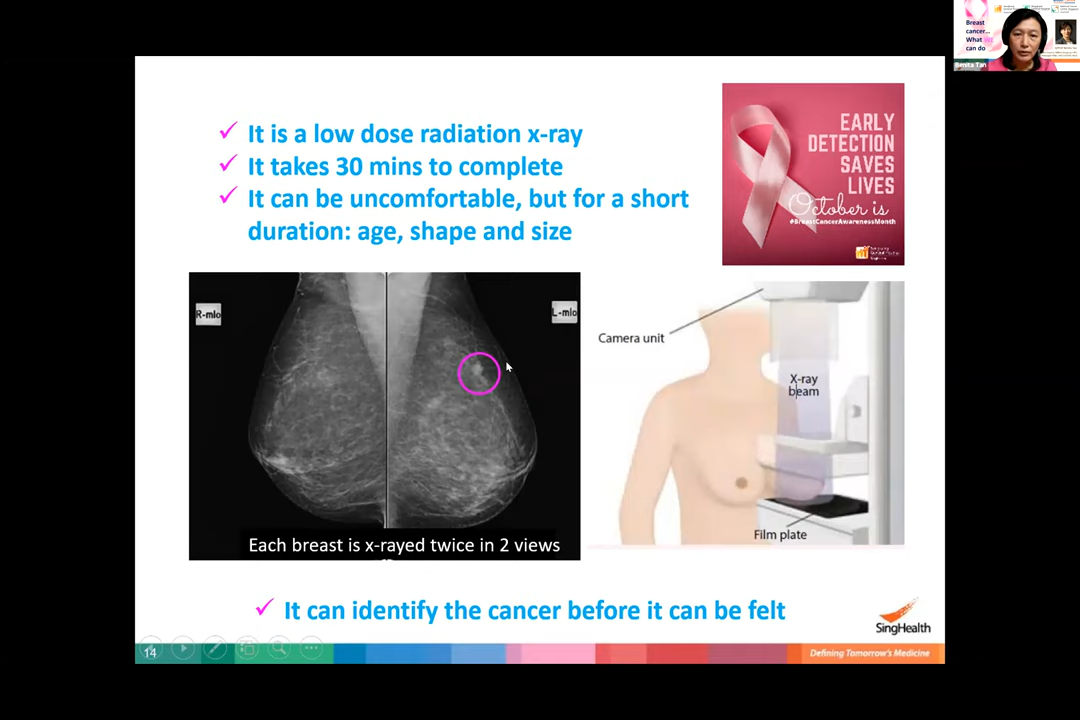 Breast
cancer...
What we
can do
Benita Tan
It is a low dose radiation x-ray
It takes 30 mins to complete
It can be uncomfortable, but for a short
duration: age, shape and size
EARLY
DETECTION
SAVES
LIVES
October is
#BreastCancerAwarenessMonth
R-mlo
L-mlo
Each breast is x-rayed twice in 2 views
Camera unit
X-ray
beam
Film plate
It can identify the cancer before it can be felt
SingHealth
14
Defining Tomorrow's Medicine